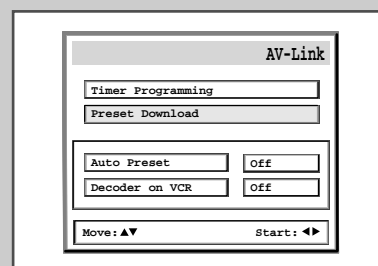 AV-Link
Timer Programming
Preset Download
Auto Preset Off
Decoder on VCR Off
Move:▲▼ Start:◀▶